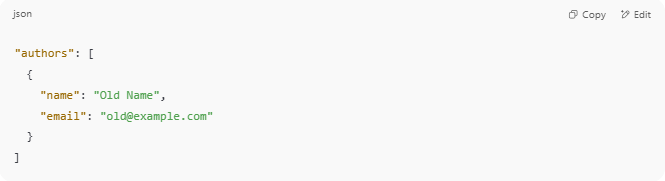 json
Copy
Edit
"authors": [
  {
    "name": "Old Name",
    "email": "old@example.com"
  }
]